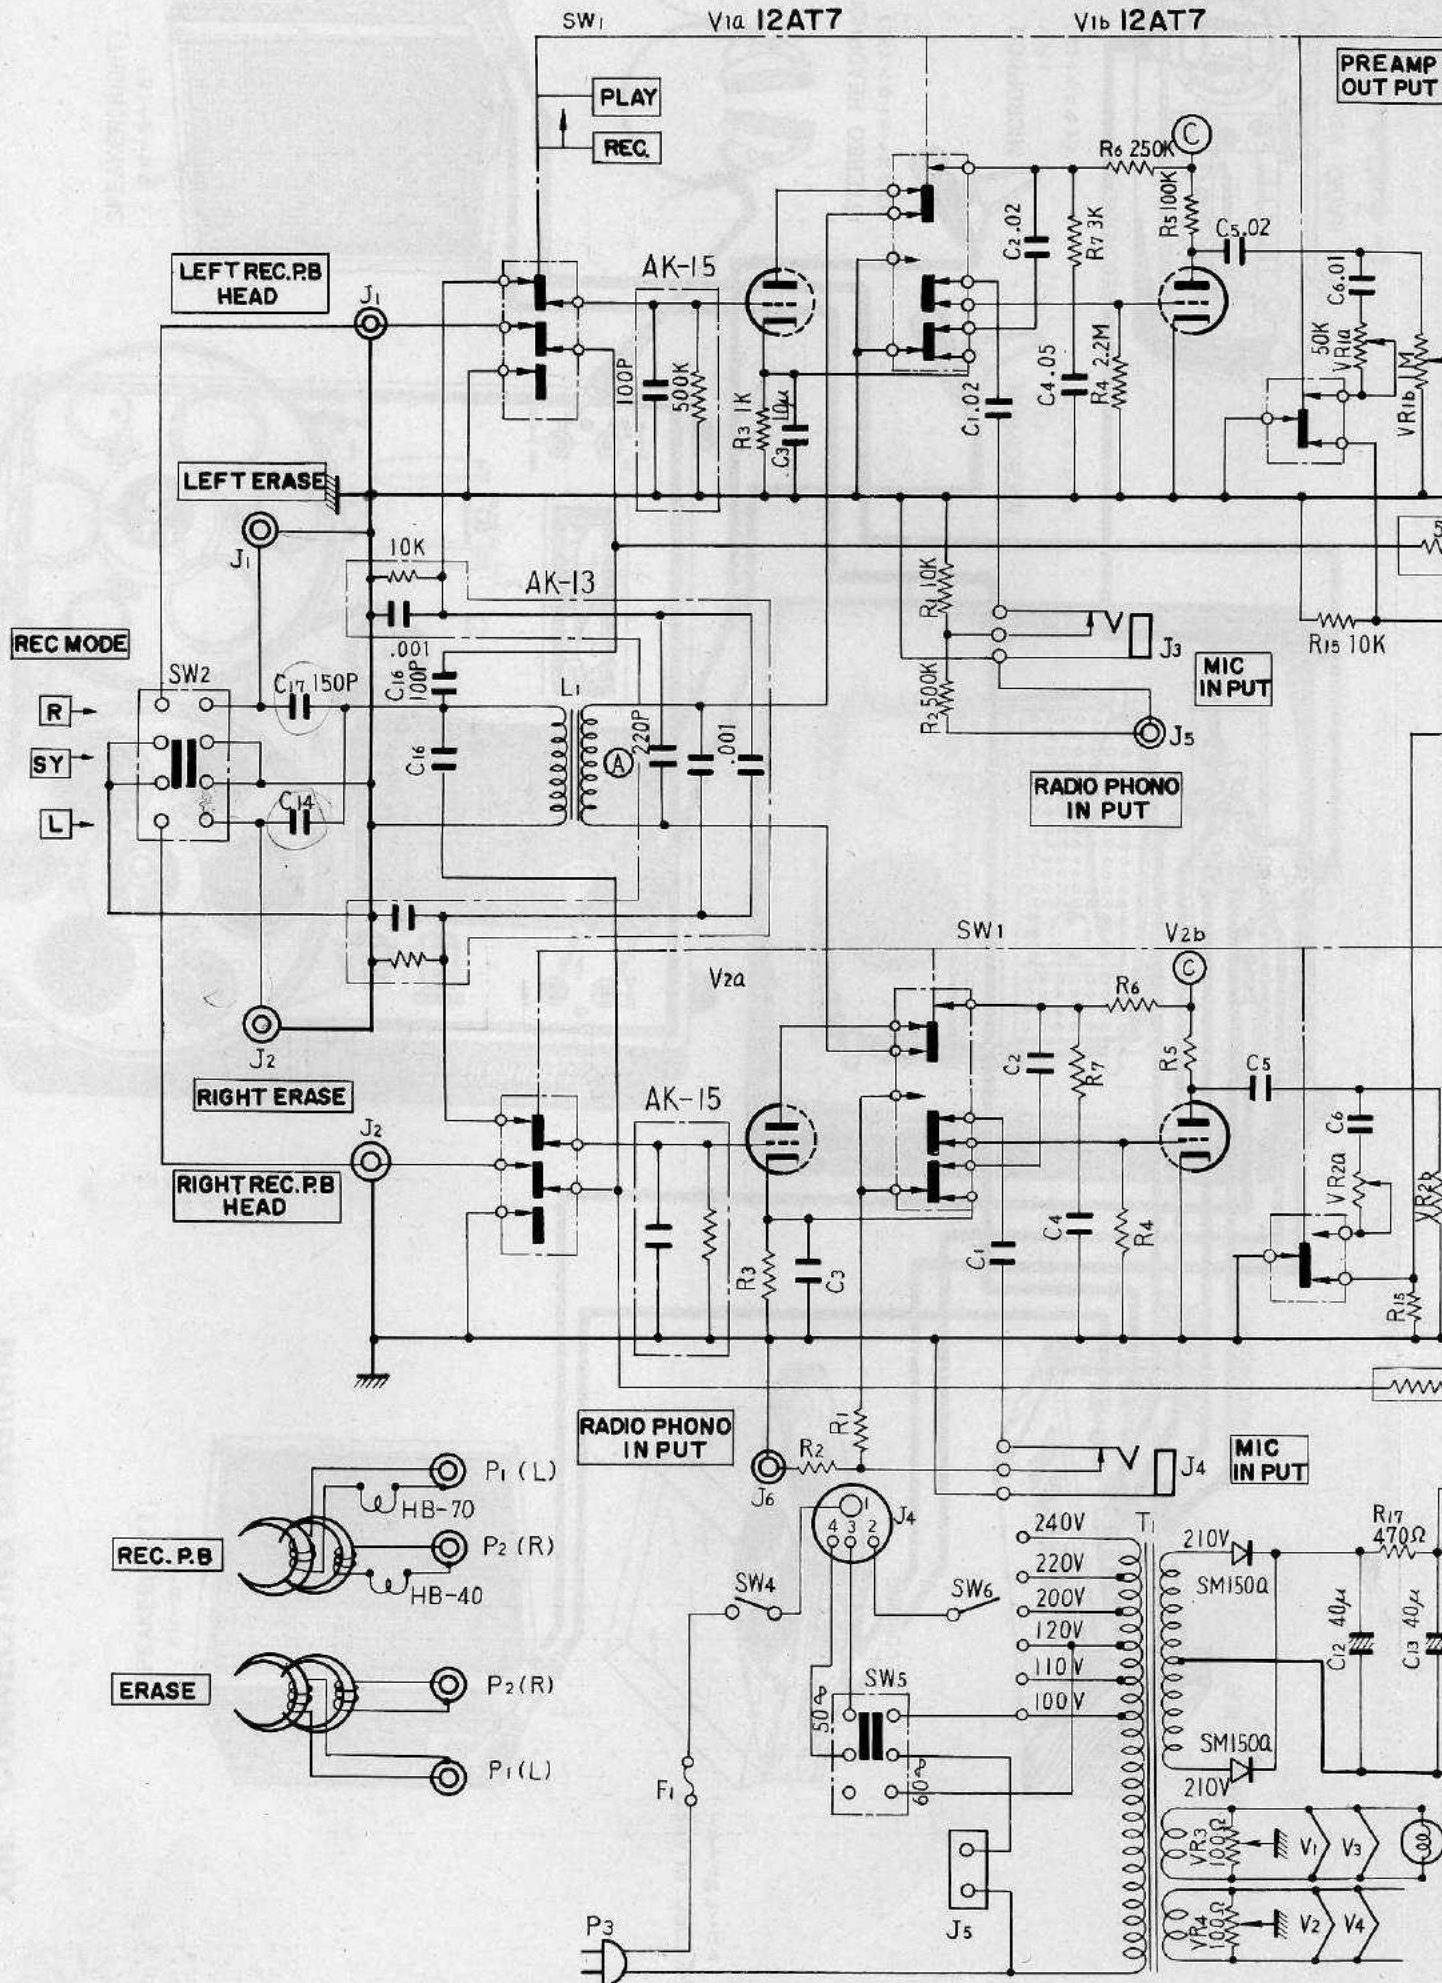 SW1
V1a 12AT7
V1b 12AT7
PREAMP
OUT PUT
PLAY
REC.
C
R6 250K
R5 100K
C2 .02
R7 3K
C5 .02
LEFT REC.P.B
HEAD
J1
AK-15
C6 .01
50K
VR1a
1M
VR1b
100P
500K
R3 1K
C3 10μ
C1 .02
C4 .05
R4 2.2M
LEFT ERASE
J1
10K
AK-13
R1 10K
.001
REC MODE
SW2
C17 150P
C16
100P
L1
J3
R15 10K
MIC
IN PUT
R
R2 500K
J5
SY
C16
A
220P
.001
RADIO PHONO
IN PUT
L
C14
SW1
V2b
V2a
C
R6
J2
RIGHT ERASE
C2
R7
R5
C5
AK-15
J2
C6
RIGHT REC.P.B
HEAD
VR2a
VR2b
R3
C3
C1
C4
R4
R15
RADIO PHONO
IN PUT
R1
R2
J6
J4
MIC
IN PUT
P1 (L)
HB-70
1
4 3 2
J4
240V
T1
210V
R17
470Ω
REC. P.B
P2 (R)
220V
SM150a
HB-40
SW4
SW6
200V
120V
C12 40μ
C13 40μ
ERASE
P2 (R)
110V
SW5
50∞
100V
SM150a
P1 (L)
F1
60∞
210V
VR3
100Ω
V1
V3
P3
J5
VR4
100Ω
V2
V4